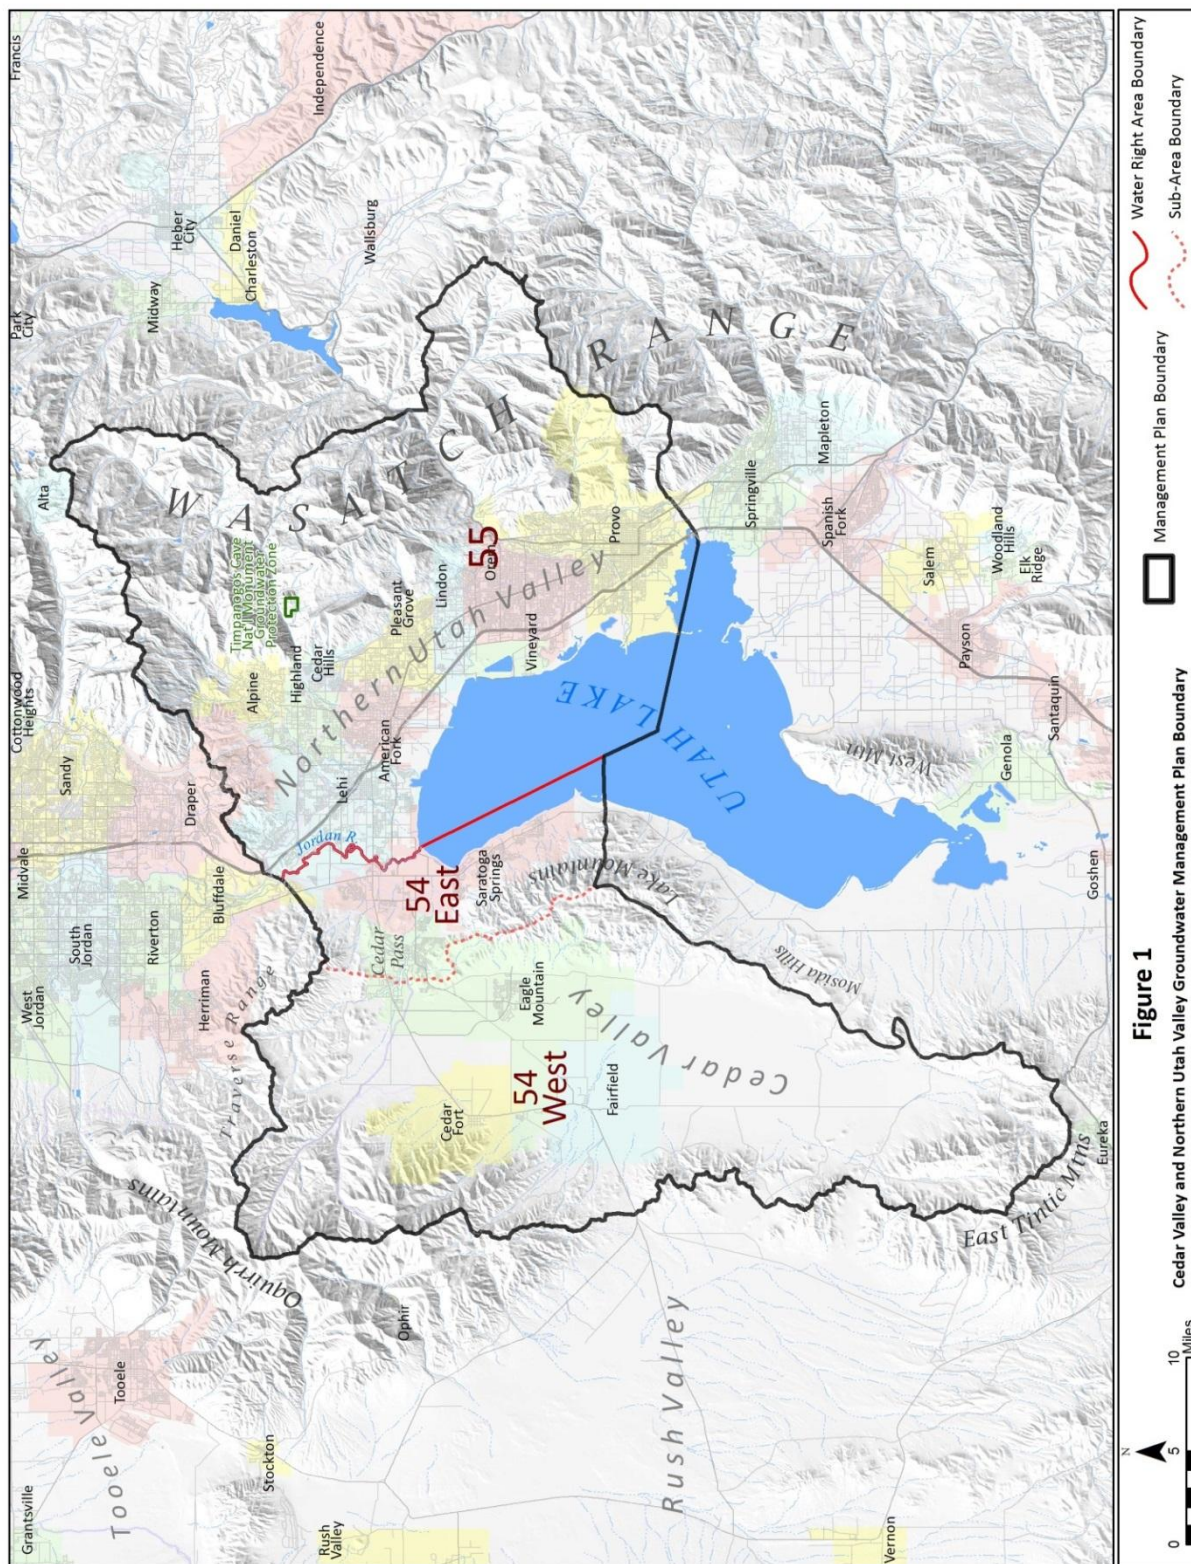 Grantsville
Tooele Valley
Tooele
Stockton
Rush
Valley
Vernon
Rush Valley
Ophir
Oquirrh Mountains
West
Jordan
South
Jordan
Midvale
Riverton
Herriman
Bluffdale
Traverse Range
Sandy
Cottonwood
Heights
Draper
Alta
Park
City
Francis
Midway
Heber
City
Daniel
Charleston
Independence
Wallsburg
WASATCH RANGE
Timpanogos Cave
Nat'l Monument
Groundwater
Protection Zone
Alpine
Highland
Cedar
Hills
Jordan R.
Lehi
American
Fork
Pleasant
Grove
Lindon
Northern Utah Valley
55
Orem
Vineyard
Provo
Cedar
Pass
54
East
Saratoga
Springs
Lake Mountains
Cedar
Fort
54
West
Eagle
Mountain
Fairfield
Cedar Valley
UTAH LAKE
Mosida Hills
West Mtn
Springville
Mapleton
Spanish
Fork
Salem
Woodland
Hills
Elk
Ridge
Payson
Santaquin
Genola
Goshen
Eureka
East Tintic Mtns
N
0
5
10
Miles
Figure 1
Cedar Valley and Northern Utah Valley Groundwater Management Plan Boundary
Management Plan Boundary
Water Right Area Boundary
Sub-Area Boundary